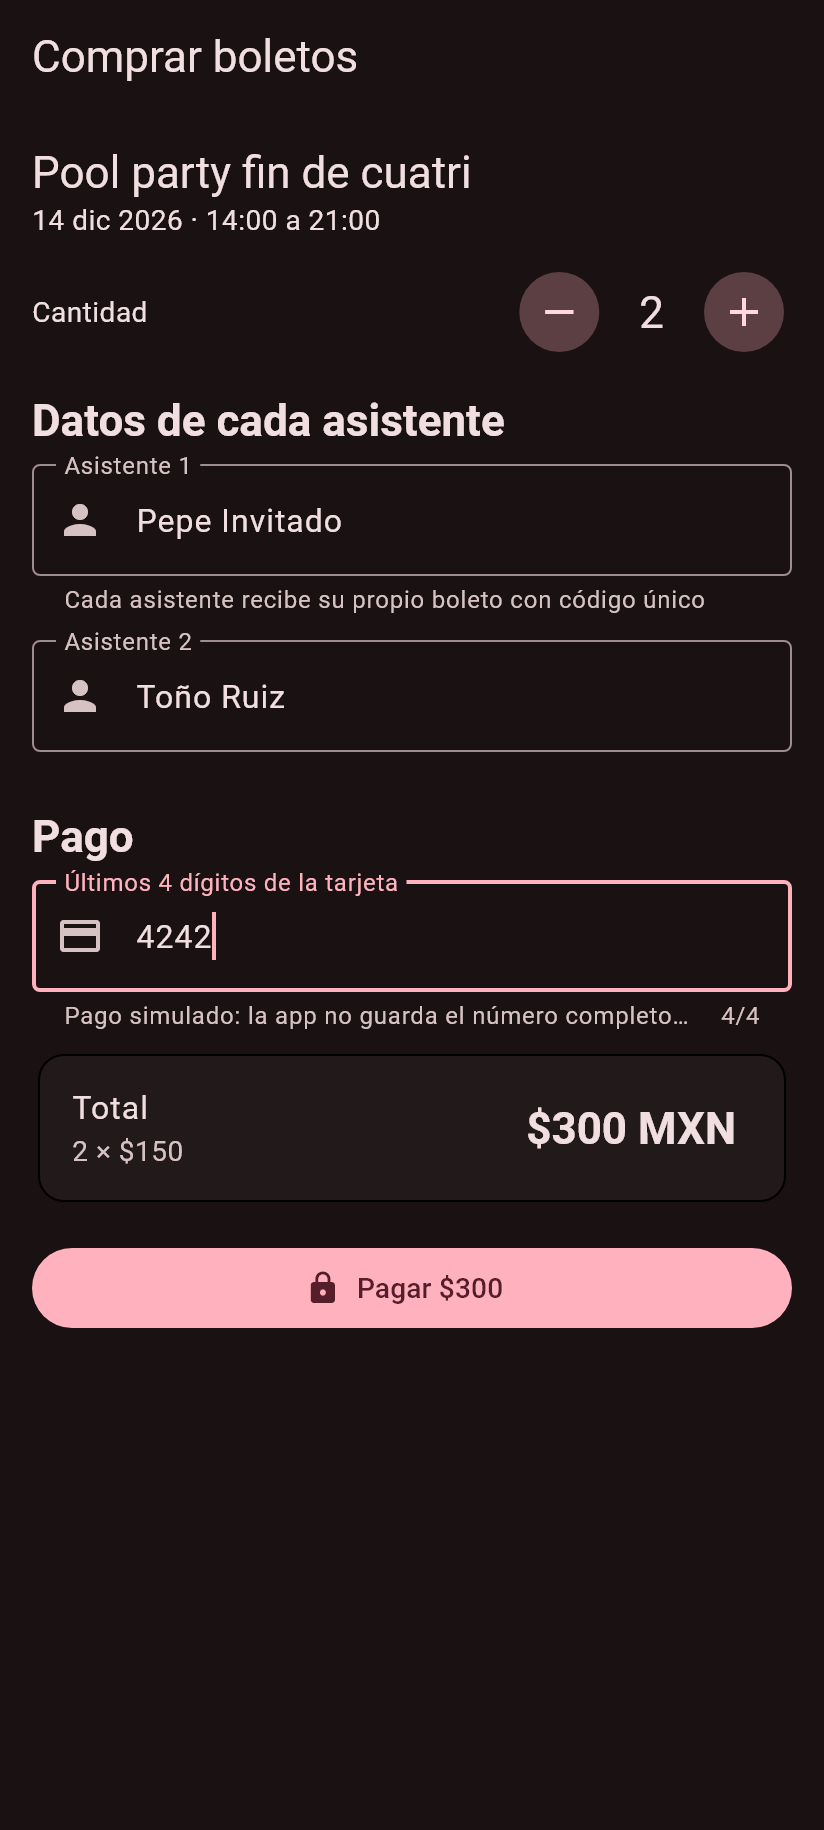 Comprar boletos
Pool party fin de cuatri
14 dic 2026 · 14:00 a 21:00
Cantidad
2
Datos de cada asistente
Asistente 1
Pepe Invitado
Cada asistente recibe su propio boleto con código único
Asistente 2
Toño Ruiz
Pago
Últimos 4 dígitos de la tarjeta
4242
Pago simulado: la app no guarda el número completo… 4/4
Total
2 × $150
$300 MXN
Pagar $300